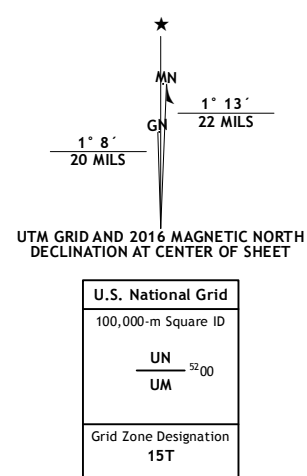 ★
MN
1° 13´
22 MILS
GN
1° 8´
20 MILS
UTM GRID AND 2016 MAGNETIC NORTH
DECLINATION AT CENTER OF SHEET
U.S. National Grid
100,000-m Square ID
UN
5200
UM
Grid Zone Designation
15T